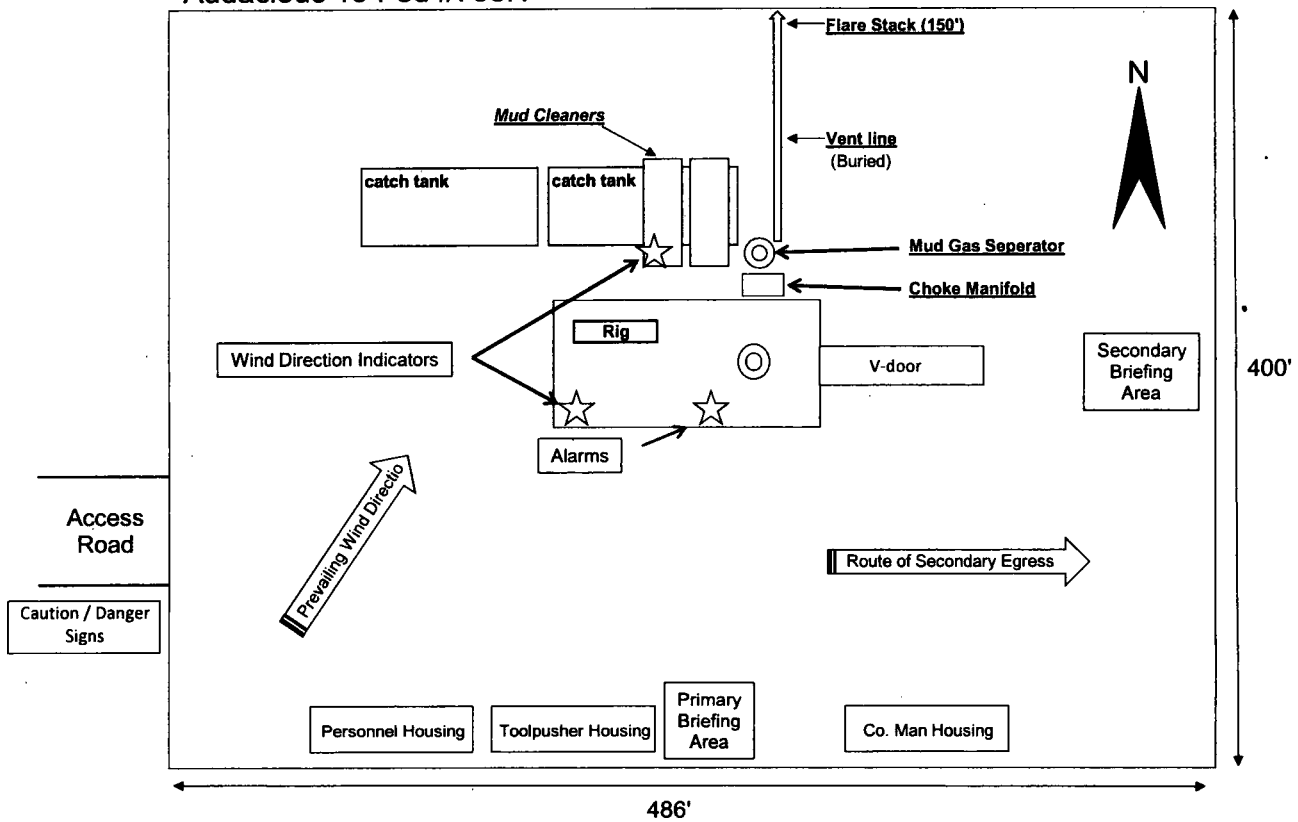 Flare Stack (150')
N
Mud Cleaners
Vent line
(Buried)
catch tank
catch tank
Mud Gas Seperator
Choke Manifold
Rig
Wind Direction Indicators
V-door
Secondary
Briefing
Area
400'
Alarms
Prevailing Wind Directio
Access
Road
Route of Secondary Egress
Caution / Danger
Signs
Primary
Briefing
Area
Personnel Housing
Toolpusher Housing
Co. Man Housing
486'